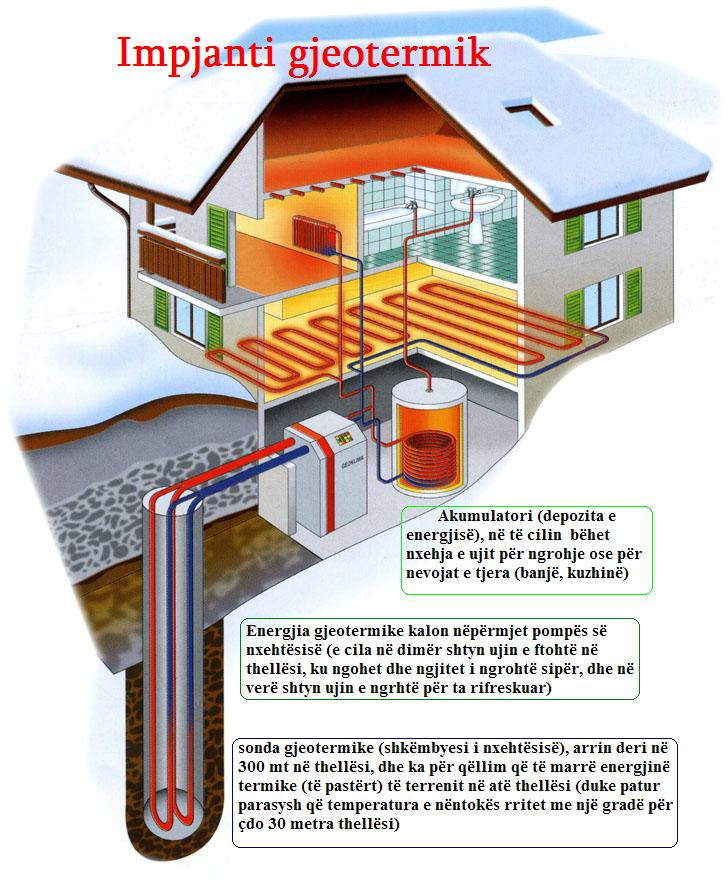 Impjanti gjeotermik
GEOKLIMA
Akumulatori (depozita e
energjisë), në të cilin bëhet
nxehja e ujit për ngrohje ose për
nevojat e tjera (banjë, kuzhinë)
Energjia gjeotermike kalon nëpërmjet pompës së
nxehtësisë (e cila në dimër shtyn ujin e ftohtë në
thellësi, ku ngohet dhe ngjitet i ngrohtë sipër, dhe në
verë shtyn ujin e ngrhtë për ta rifreskuar)
sonda gjeotermike (shkëmbyesi i nxehtësisë), arrin deri në
300 mt në thellësi, dhe ka për qëllim që të marrë energjinë
termike (të pastërt) të terrenit në atë thellësi (duke patur
parasysh që temperatura e nëntokës rritet me një gradë për
çdo 30 metra thellësi)